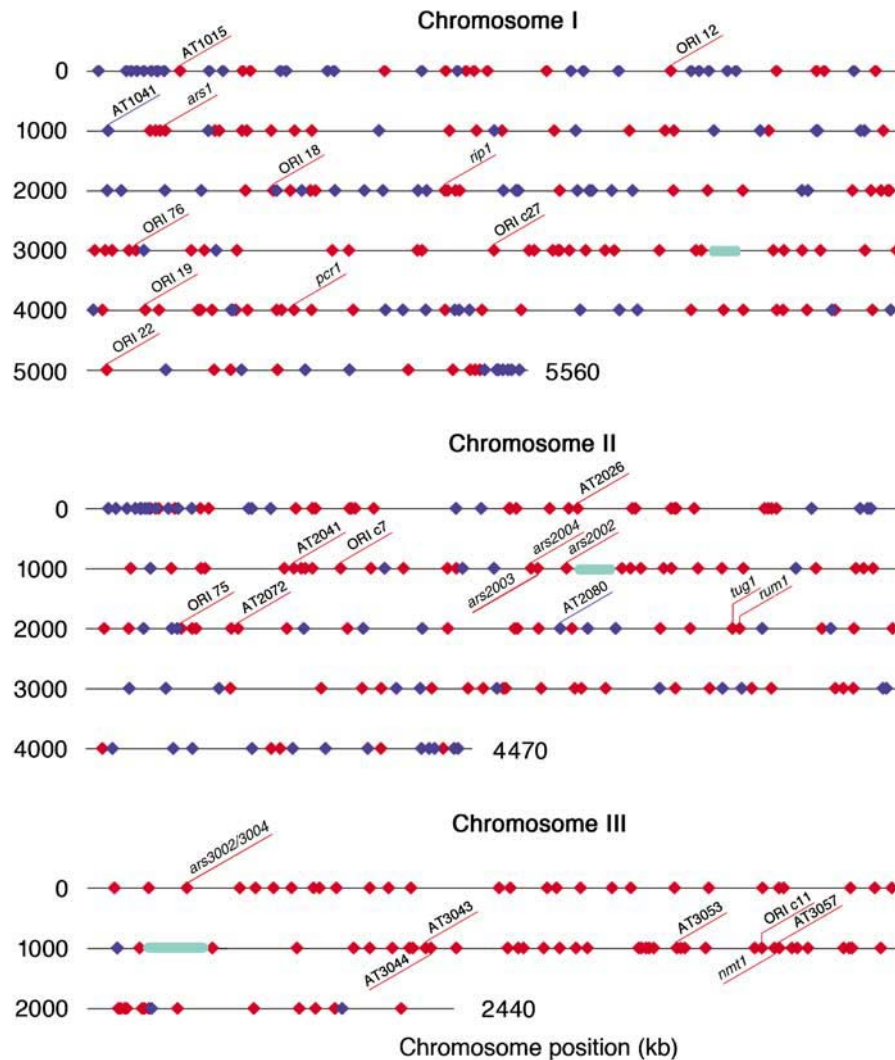 Chromosome I
AT1015
ORI 12
0
AT1041
ars1
1000
ORI 18
rip1
2000
ORI 76
ORI c27
3000
ORI 19
pcr1
4000
ORI 22
5000
5560
Chromosome II
AT2026
0
AT2041
ORI c7
ars2004
ars2002
1000
ars2003
ORI 75
AT2072
AT2080
tug1
rum1
2000
3000
4000
4470
Chromosome III
ars3002/3004
0
AT3043
AT3053
ORI c11
AT3057
1000
AT3044
nmt1
2000
2440
Chromosome position (kb)